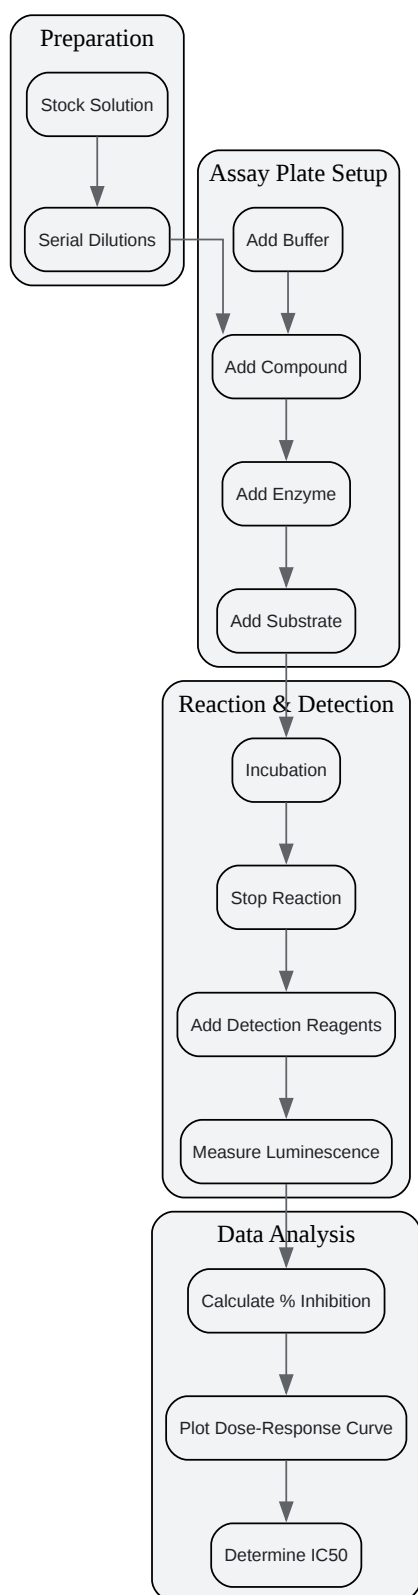 Preparation
Stock Solution
Serial Dilutions
Assay Plate Setup
Add Buffer
Add Compound
Add Enzyme
Add Substrate
Reaction & Detection
Incubation
Stop Reaction
Add Detection Reagents
Measure Luminescence
Data Analysis
Calculate % Inhibition
Plot Dose-Response Curve
Determine IC50